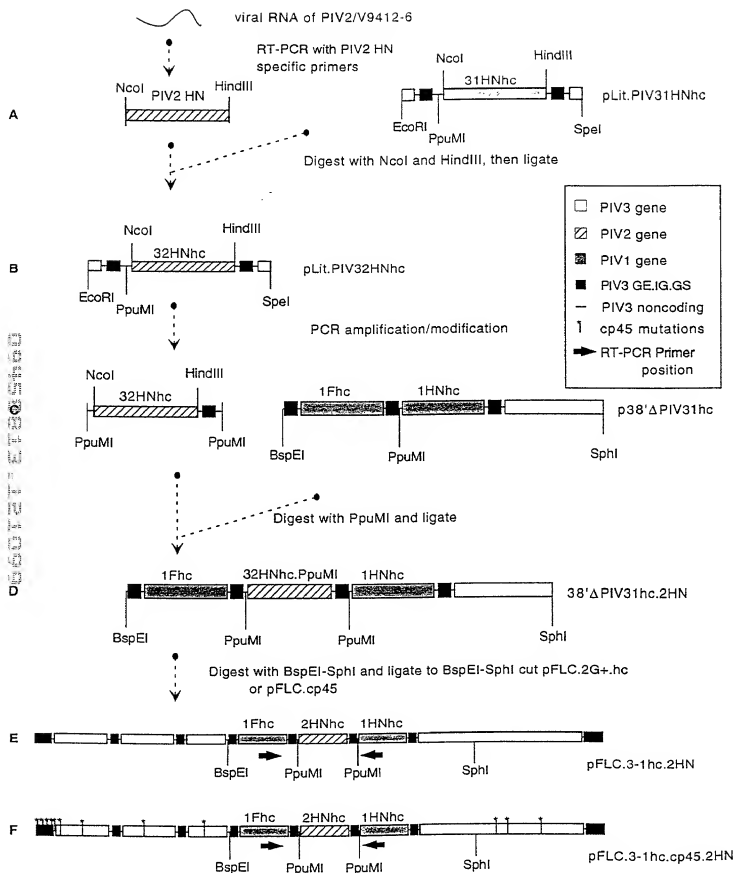 viral RNA of PIV2/V9412-6
RT-PCR with PIV2 HN
specific primers
NcoI
PIV2 HN
HindIII
A
NcoI
HindIII
31HNhc
pLit.PIV31HNhc
EcoRI
PpuMI
SpeI
Digest with NcoI and HindIII, then ligate
NcoI
HindIII
32HNhc
B
pLit.PIV32HNhc
EcoRI
PpuMI
SpeI
PIV3 gene
PIV2 gene
PIV1 gene
PIV3 GE.IG.GS
PIV3 noncoding
cp45 mutations
RT-PCR Primer
position
PCR amplification/modification
NcoI
HindIII
32HNhc
C
PpuMI
PpuMI
1Fhc
1HNhc
p38'ΔPIV31hc
BspEI
PpuMI
SphI
Digest with PpuMI and ligate
1Fhc
32HNhc.PpuMI
1HNhc
D
38'ΔPIV31hc.2HN
BspEI
PpuMI
PpuMI
SphI
Digest with BspEI-SphI and ligate to BspEI-SphI cut pFLC.2G+.hc
or pFLC.cp45
1Fhc
2HNhc
1HNhc
E
BspEI
PpuMI
PpuMI
SphI
pFLC.3-1hc.2HN
1Fhc
2HNhc
1HNhc
F
BspEI
PpuMI
PpuMI
SphI
pFLC.3-1hc.cp45.2HN